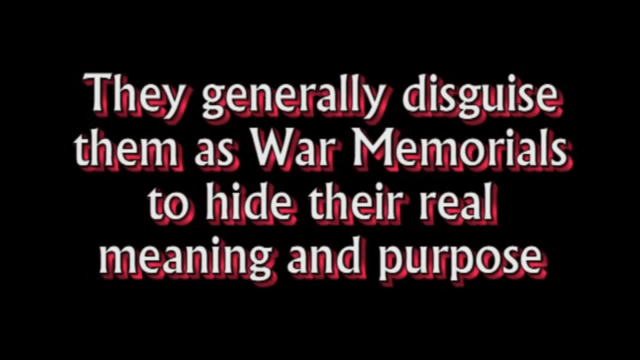 They generally disguise
them as War Memorials
to hide their real
meaning and purpose